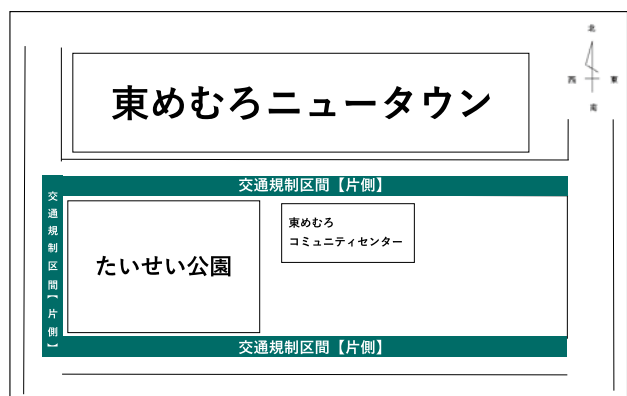 北
西 東
南
東めむろニュータウン
交通規制区間【片側】
交通規制区間【片側】
たいせい公園
東めむろ
コミュニティセンター
交通規制区間【片側】